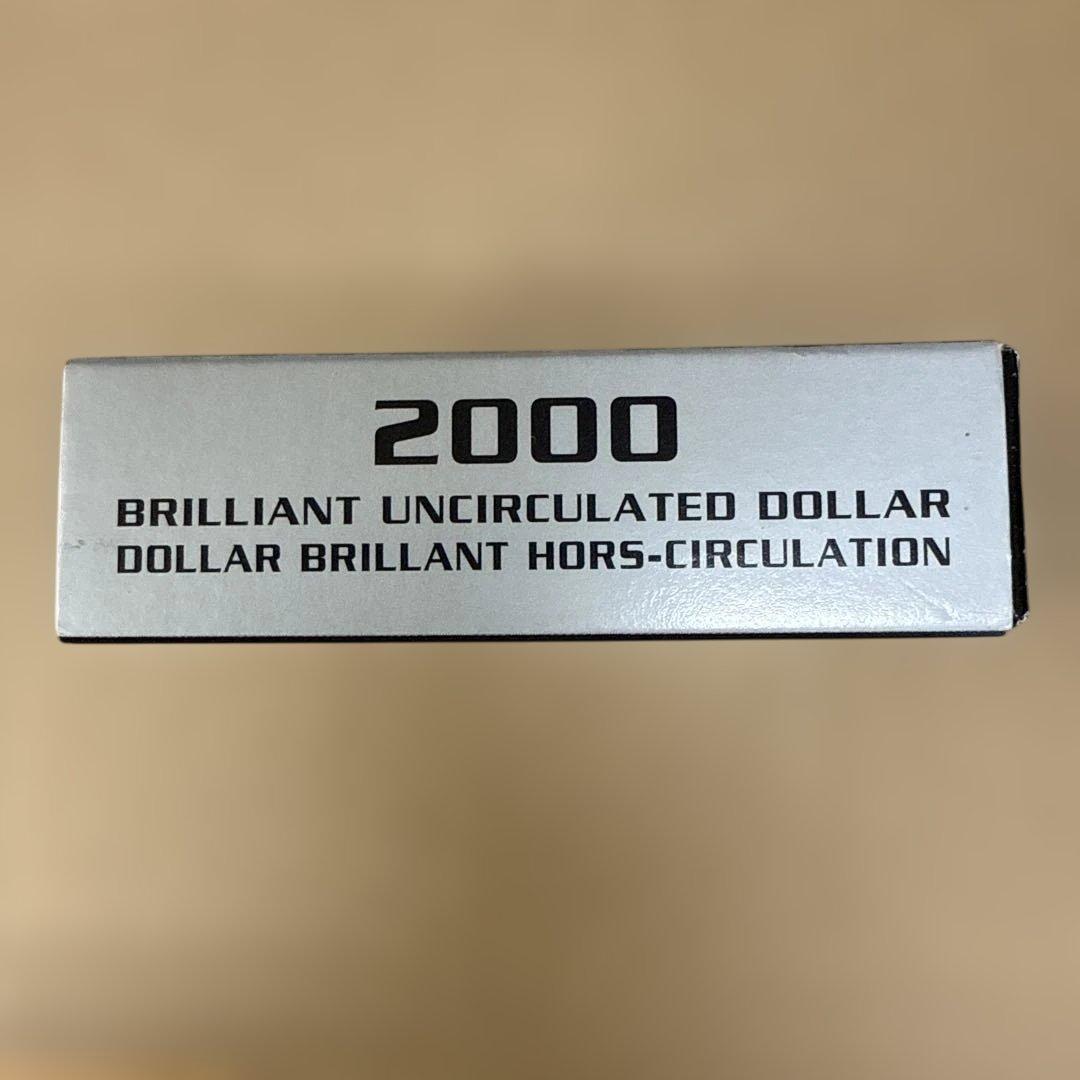 2000
BRILLIANT UNCIRCULATED DOLLAR
DOLLAR BRILLANT HORS-CIRCULATION